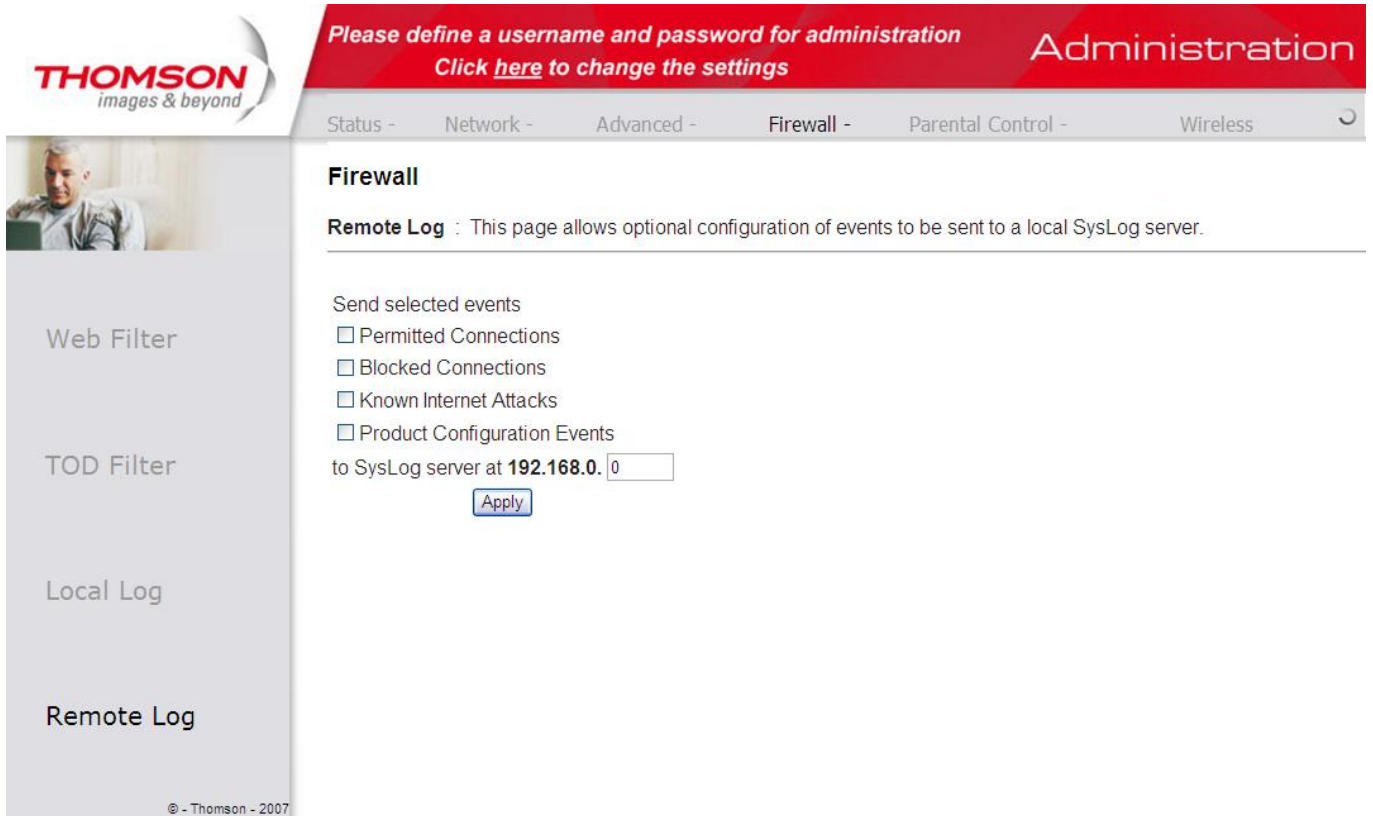 THOMSON
images & beyond
Please define a username and password for administration
Click here to change the settings
Administration
Status - Network - Advanced - Firewall - Parental Control - Wireless
Firewall
Remote Log : This page allows optional configuration of events to be sent to a local SysLog server.
Send selected events
Permitted Connections
Blocked Connections
Known Internet Attacks
Product Configuration Events
to SysLog server at 192.168.0. 0
Apply
Web Filter
TOD Filter
Local Log
Remote Log
© - Thomson - 2007